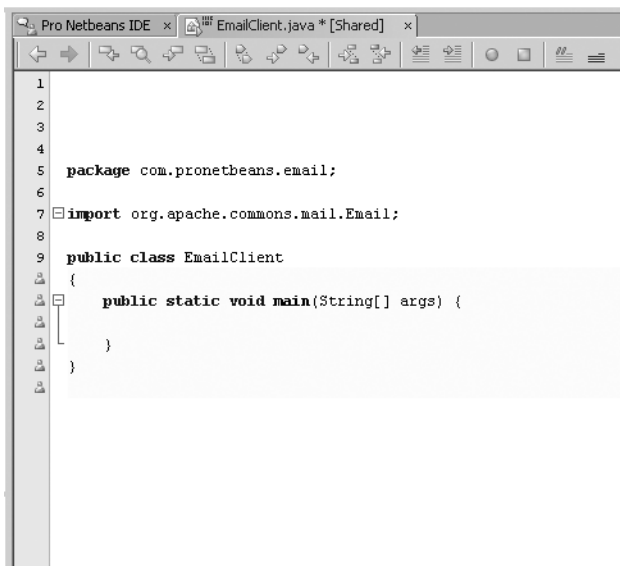 Pro Netbeans IDE x EmailClient.java * [Shared] x
1
2
3
4
5 package com.pronetbeans.email;
6
7 import org.apache.commons.mail.Email;
8
9 public class EmailClient
{
public static void main(String[] args) {
}
}